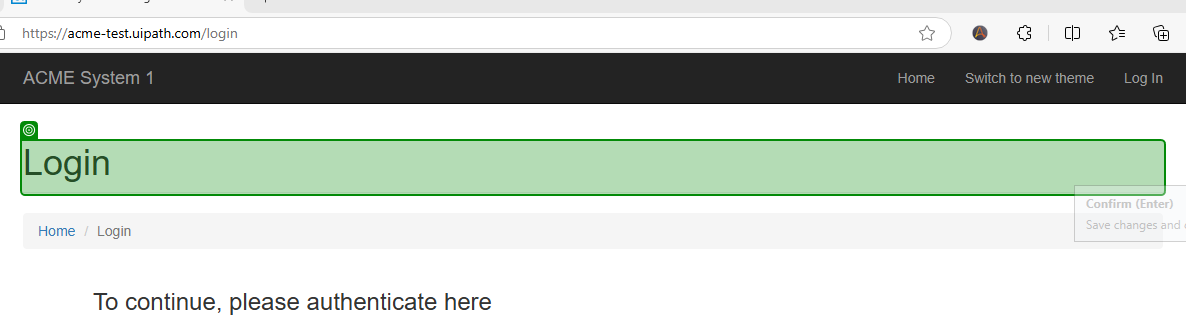 https://acme-test.uipath.com/login
ACME System 1 Home Switch to new theme Log In
Login
Confirm (Enter)
Save changes and
Home / Login
To continue, please authenticate here